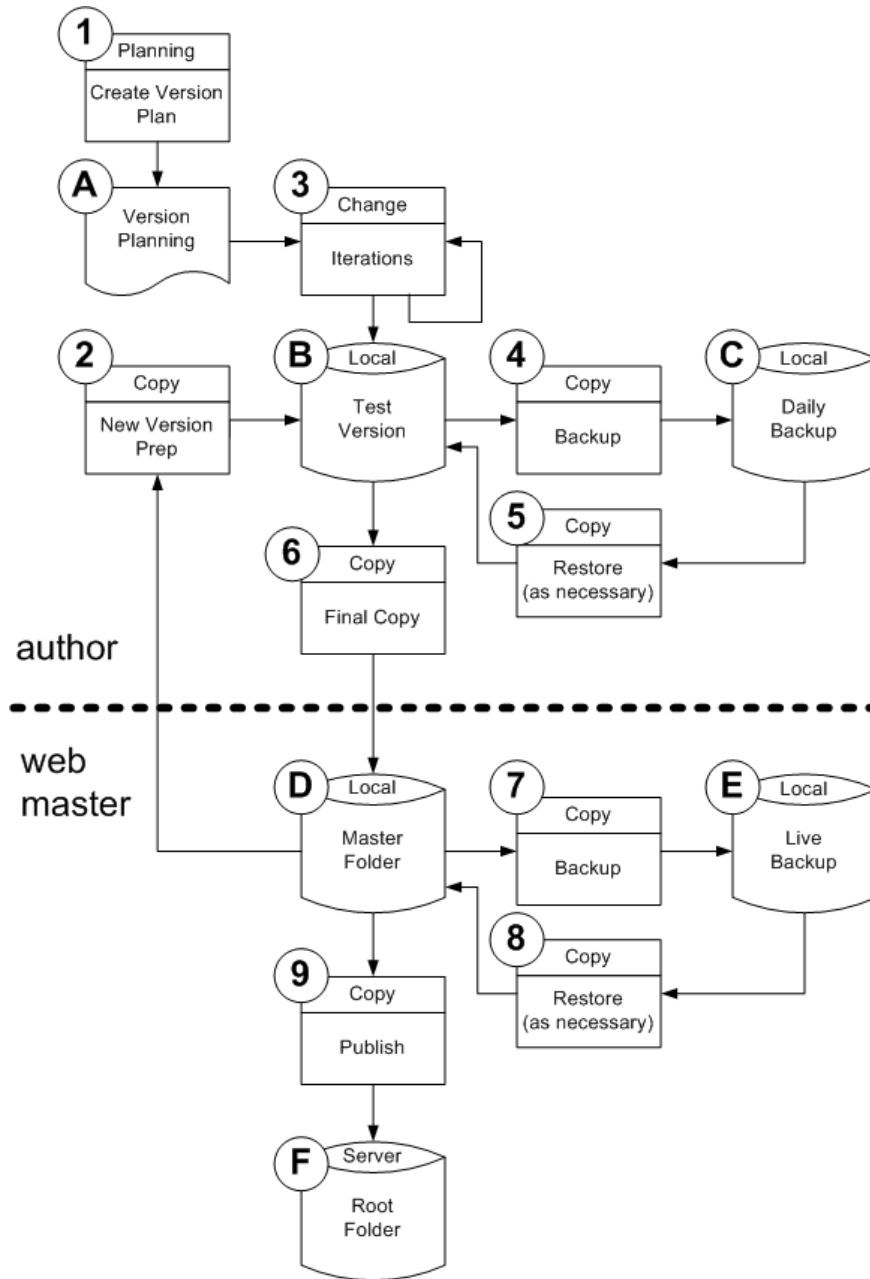 1
Planning
Create Version
Plan
A
Version
Planning
3
Change
Iterations
2
Copy
New Version
Prep
B
Local
Test
Version
4
Copy
Backup
C
Local
Daily
Backup
5
Copy
Restore
(as necessary)
6
Copy
Final Copy
author
web
master
D
Local
Master
Folder
7
Copy
Backup
E
Local
Live
Backup
8
Copy
Restore
(as necessary)
9
Copy
Publish
F
Server
Root
Folder